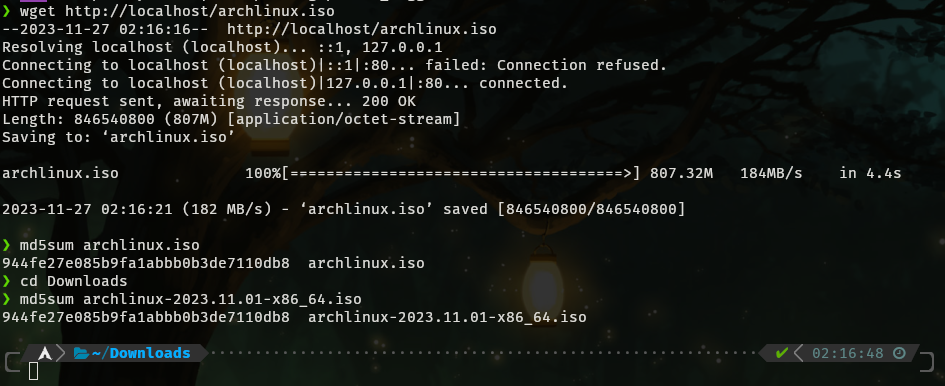 ❯ wget http://localhost/archlinux.iso
--2023-11-27 02:16:16--  http://localhost/archlinux.iso
Resolving localhost (localhost)... ::1, 127.0.0.1
Connecting to localhost (localhost)|::1|:80... failed: Connection refused.
Connecting to localhost (localhost)|127.0.0.1|:80... connected.
HTTP request sent, awaiting response... 200 OK
Length: 846540800 (807M) [application/octet-stream]
Saving to: ‘archlinux.iso’
archlinux.iso              100%[=====================================>] 807.32M   184MB/s    in 4.4s
2023-11-27 02:16:21 (182 MB/s) - ‘archlinux.iso’ saved [846540800/846540800]
❯ md5sum archlinux.iso
944fe27e085b9fa1abbb0b3de7110db8  archlinux.iso
❯ cd Downloads
❯ md5sum archlinux-2023.11.01-x86_64.iso
944fe27e085b9fa1abbb0b3de7110db8  archlinux-2023.11.01-x86_64.iso
~/Downloads ✔ 02:16:48